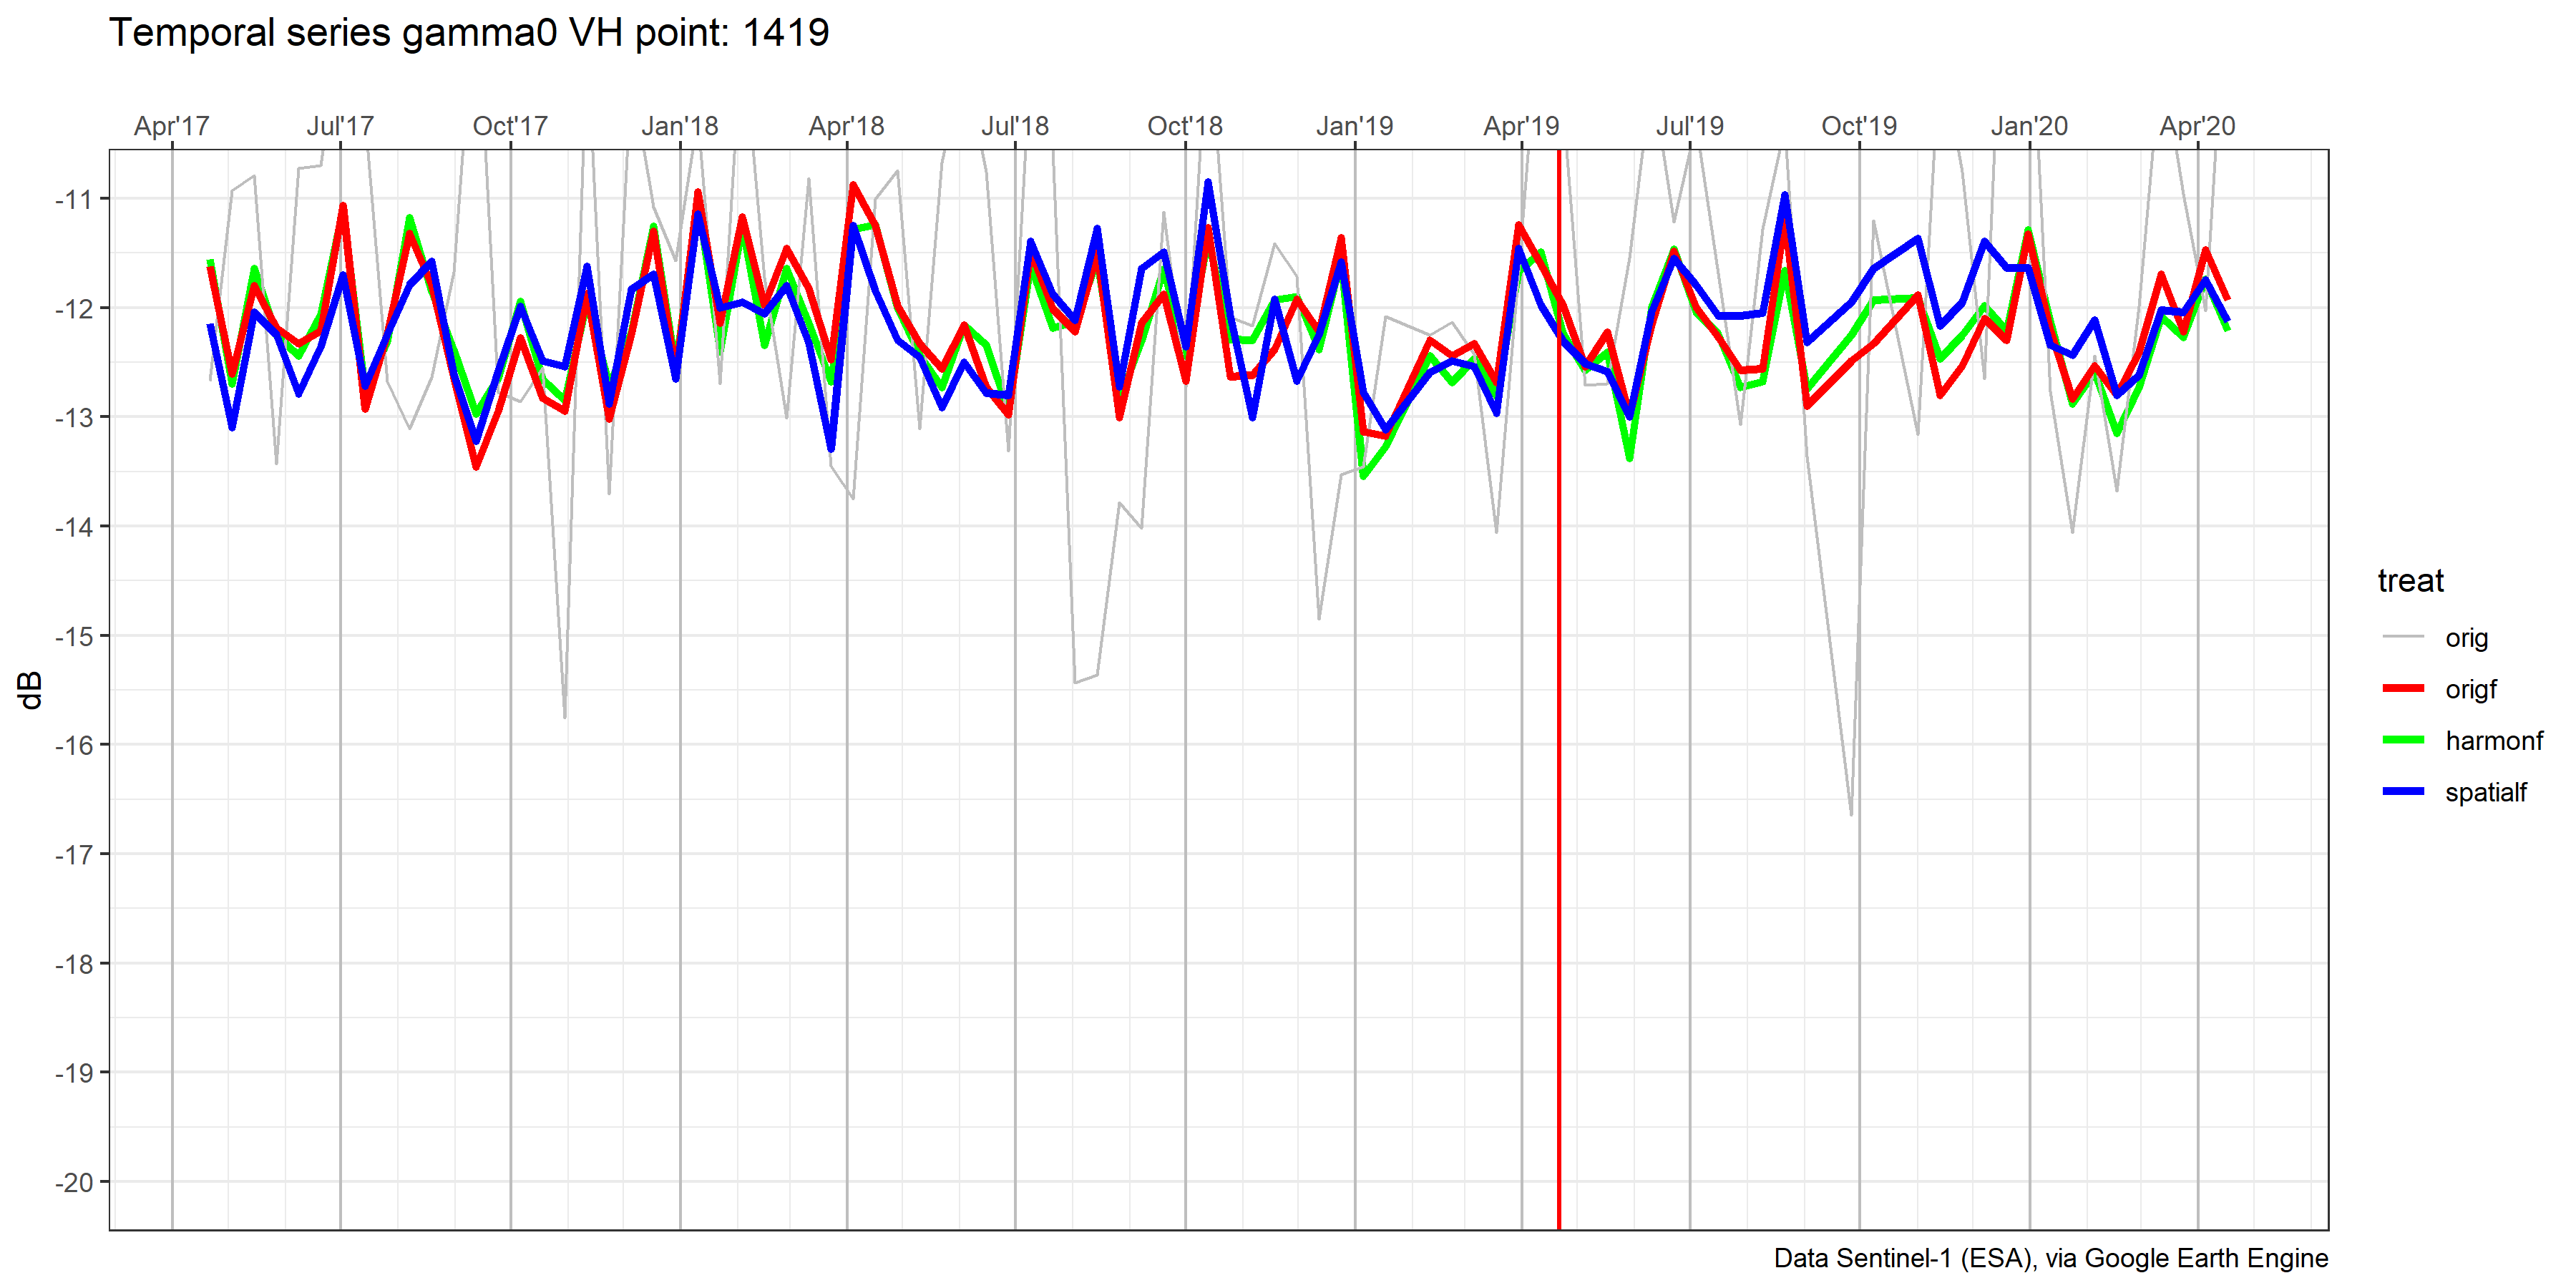 Temporal series gamma0 VH point: 1419
Apr'17 Jul'17 Oct'17 Jan'18 Apr'18 Jul'18 Oct'18 Jan'19 Apr'19 Jul'19 Oct'19 Jan'20 Apr'20
-11
-12
-13
-14
-15
-16
-17
-18
-19
-20
dB
treat
orig
origf
harmonf
spatialf
Data Sentinel-1 (ESA), via Google Earth Engine